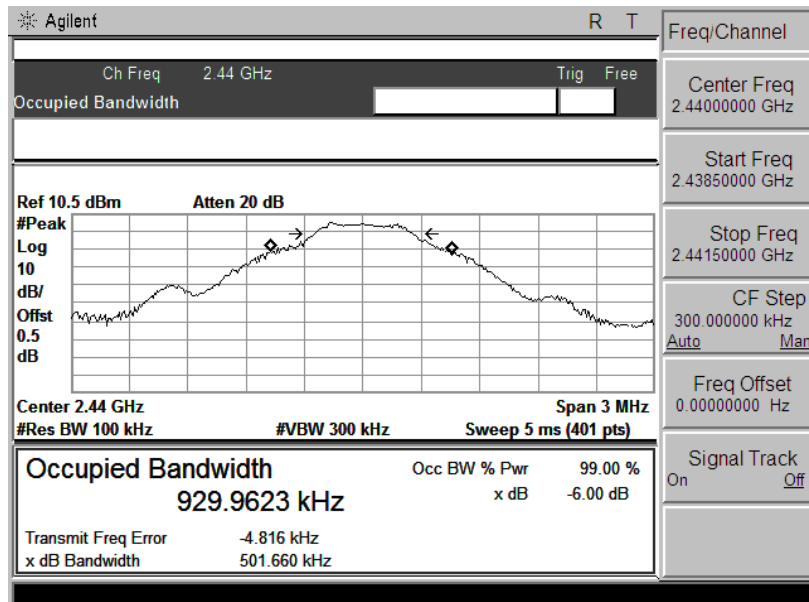 Agilent R T
Freq/Channel
Ch Freq 2.44 GHz Trig Free
Occupied Bandwidth
Center Freq
2.44000000 GHz
Start Freq
2.43850000 GHz
Stop Freq
2.44150000 GHz
CF Step
300.000000 kHz
Auto Man
Freq Offset
0.00000000 Hz
Signal Track
On Off
Ref 10.5 dBm Atten 20 dB
#Peak
Log
10
dB/
Offst
0.5
dB
Center 2.44 GHz Span 3 MHz
#Res BW 100 kHz #VBW 300 kHz Sweep 5 ms (401 pts)
Occupied Bandwidth Occ BW % Pwr 99.00 %
929.9623 kHz x dB -6.00 dB
Transmit Freq Error -4.816 kHz
x dB Bandwidth 501.660 kHz